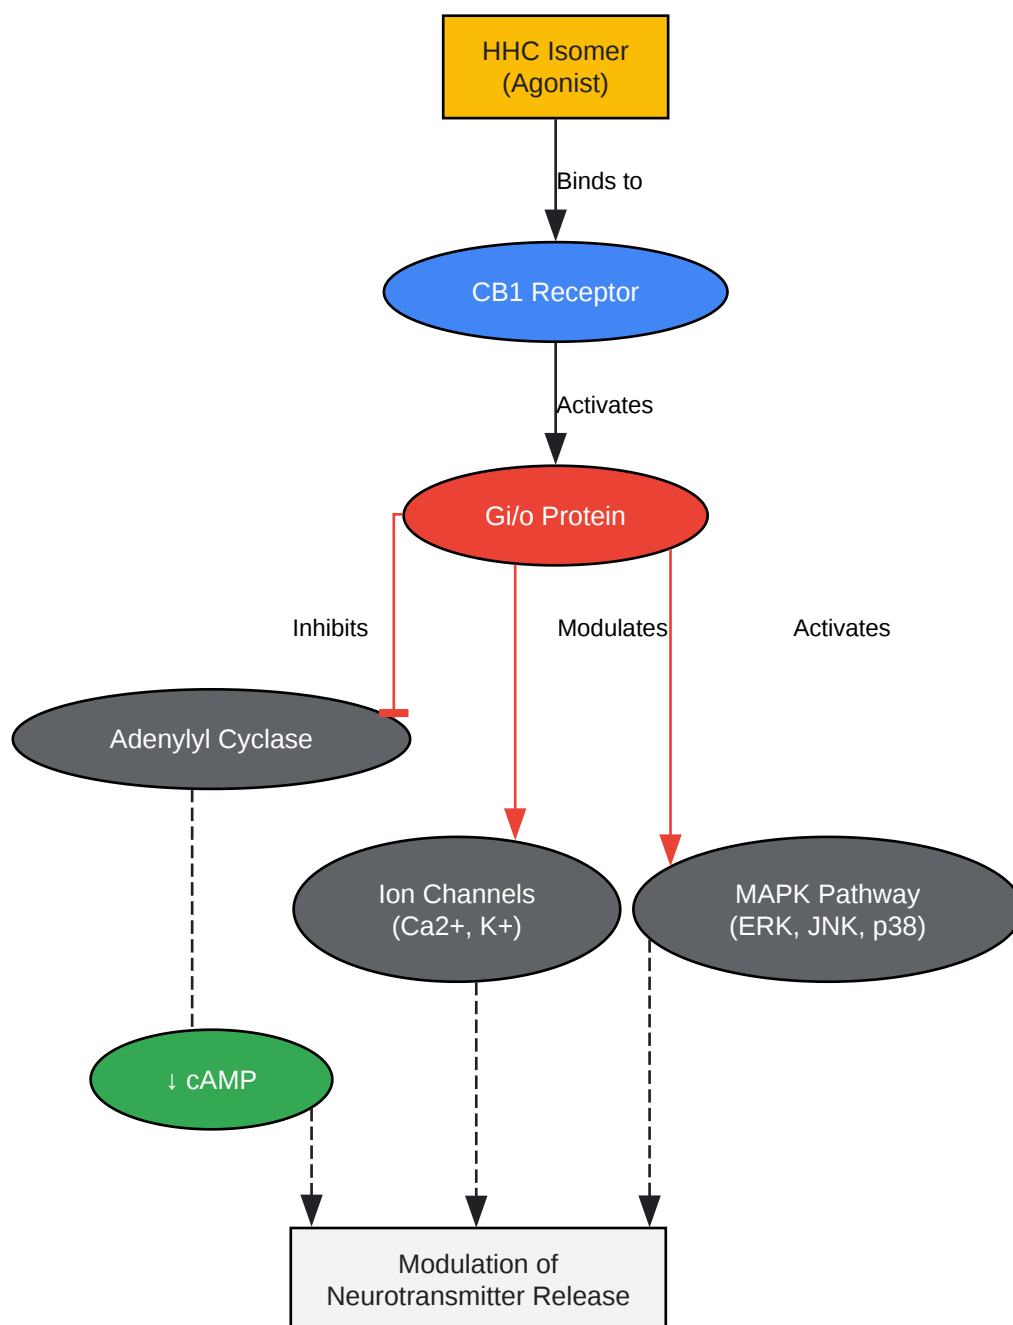 HHC Isomer
(Agonist)
Binds to
CB1 Receptor
Activates
Gi/o Protein
Inhibits
Modulates
Activates
Adenylyl Cyclase
Ion Channels
(Ca2+, K+)
MAPK Pathway
(ERK, JNK, p38)
↓ cAMP
Modulation of
Neurotransmitter Release